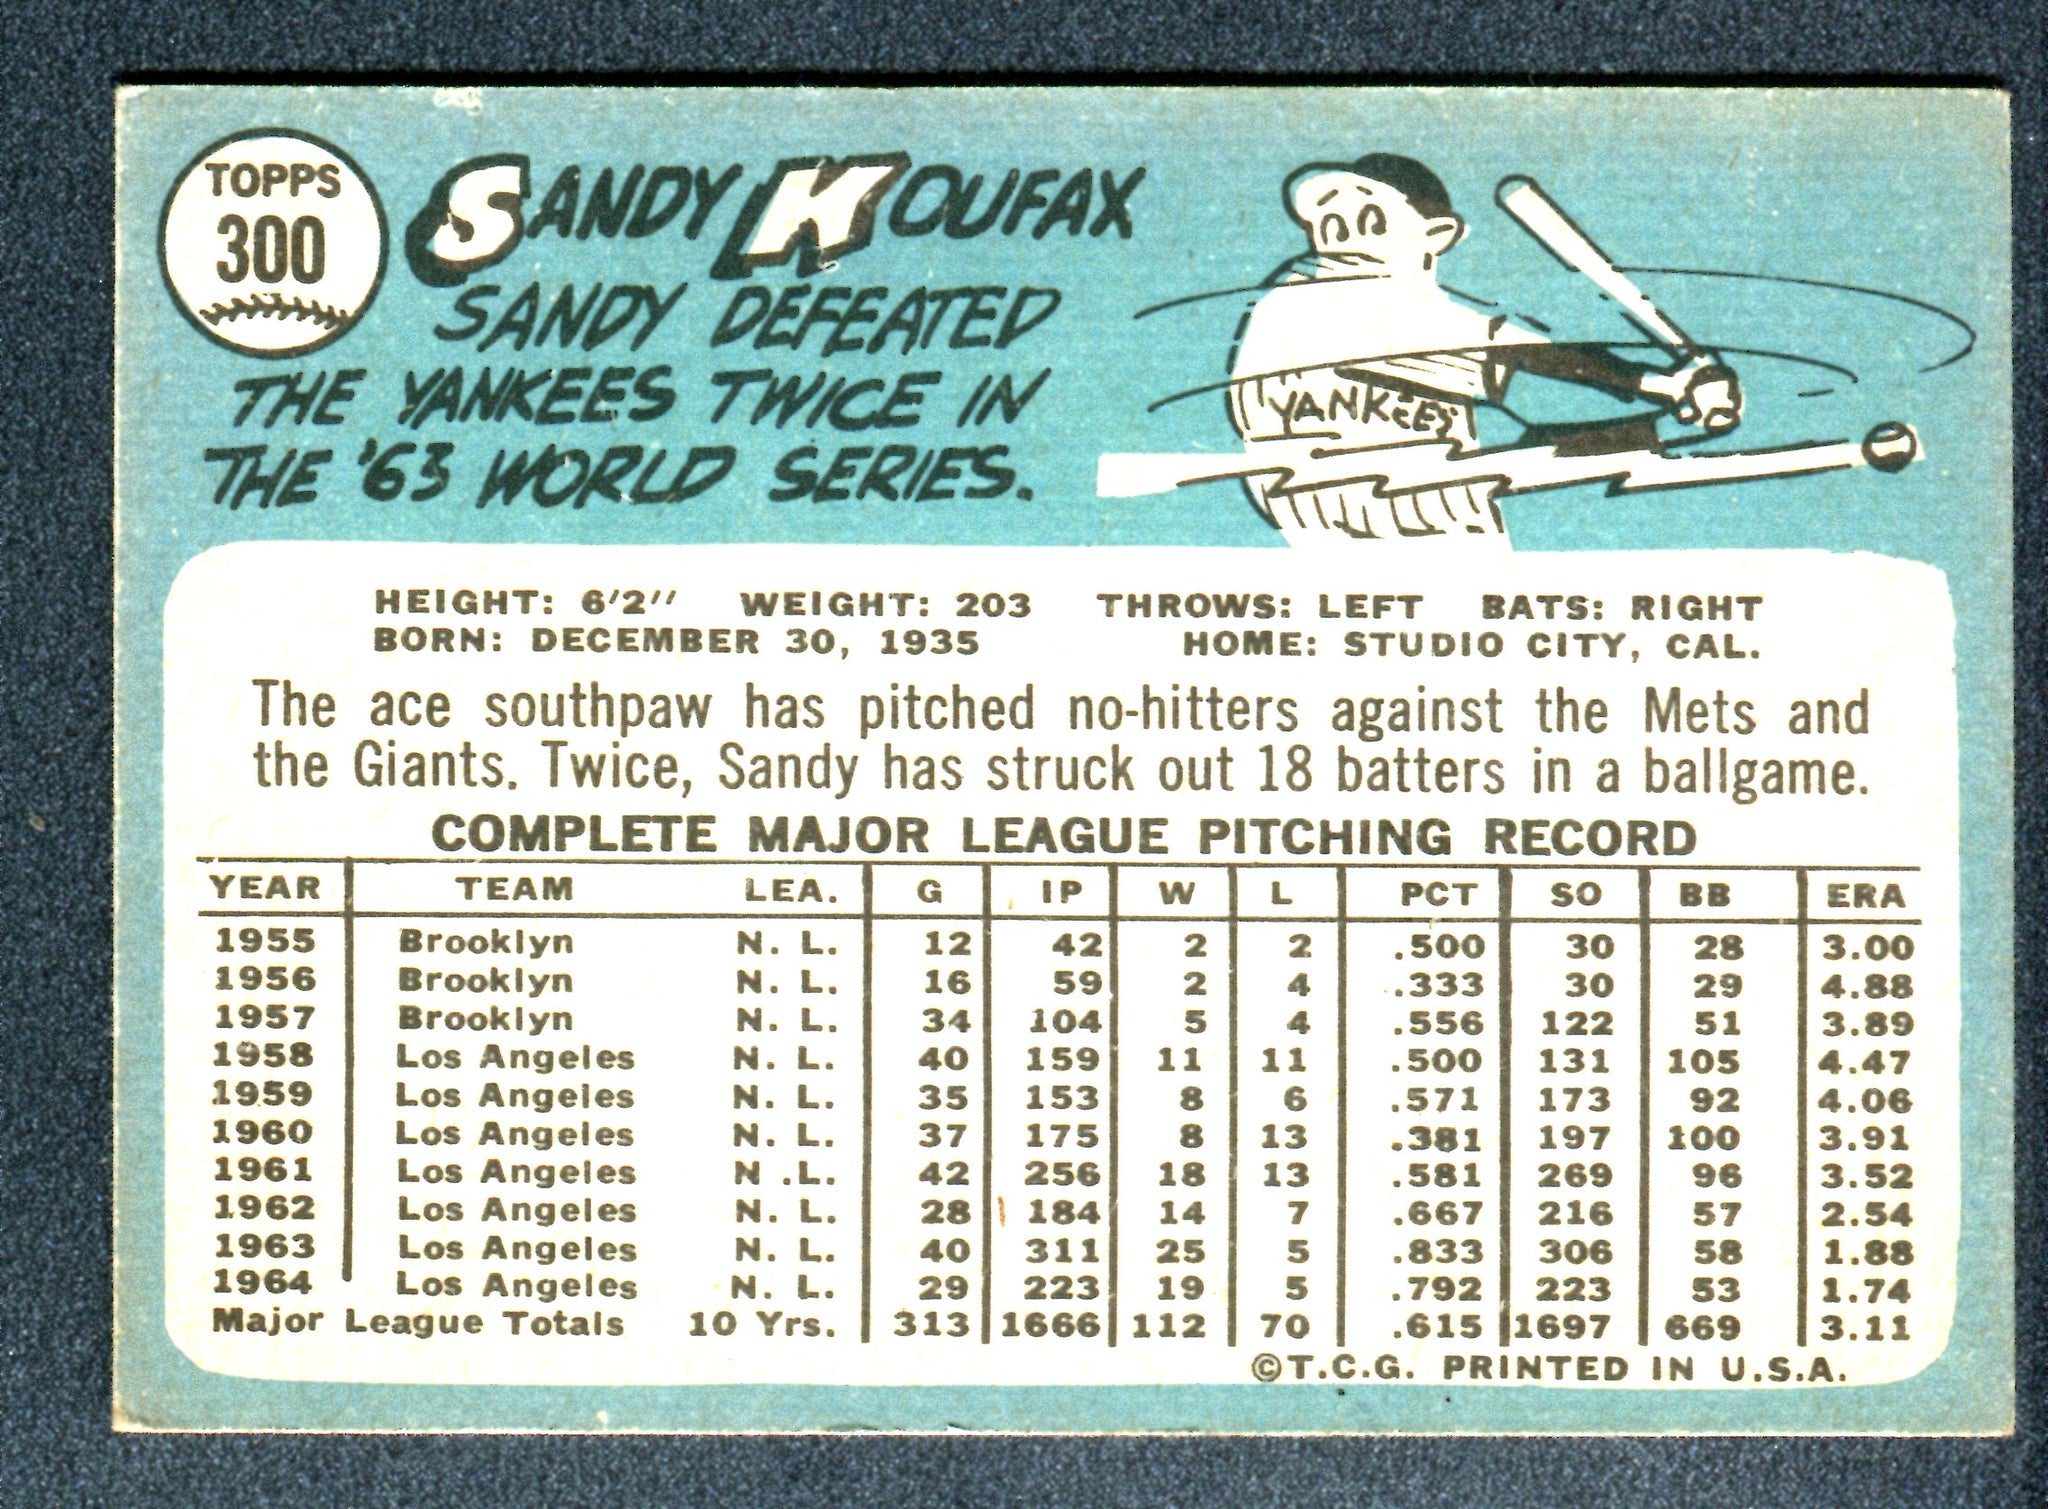 TOPPS
300
SANDY KOUFAX
SANDY DEFEATED
THE YANKEES TWICE IN
THE '63 WORLD SERIES.
YANKEES
HEIGHT: 6'2" WEIGHT: 203 THROWS: LEFT BATS: RIGHT
BORN: DECEMBER 30, 1935 HOME: STUDIO CITY, CAL.
The ace southpaw has pitched no-hitters against the Mets and
the Giants. Twice, Sandy has struck out 18 batters in a ballgame.
COMPLETE MAJOR LEAGUE PITCHING RECORD
YEAR TEAM LEA. G IP W L PCT SO BB ERA
1955 Brooklyn N. L. 12 42 2 2 .500 30 28 3.00
1956 Brooklyn N. L. 16 59 2 4 .333 30 29 4.88
1957 Brooklyn N. L. 34 104 5 4 .556 122 51 3.89
1958 Los Angeles N. L. 40 159 11 11 .500 131 105 4.47
1959 Los Angeles N. L. 35 153 8 6 .571 173 92 4.06
1960 Los Angeles N. L. 37 175 8 13 .381 197 100 3.91
1961 Los Angeles N .L. 42 256 18 13 .581 269 96 3.52
1962 Los Angeles N. L. 28 184 14 7 .667 216 57 2.54
1963 Los Angeles N. L. 40 311 25 5 .833 306 58 1.88
1964 Los Angeles N. L. 29 223 19 5 .792 223 53 1.74
Major League Totals 10 Yrs. 313 1666 112 70 .615 1697 669 3.11
©T.C.G. PRINTED IN U.S.A.